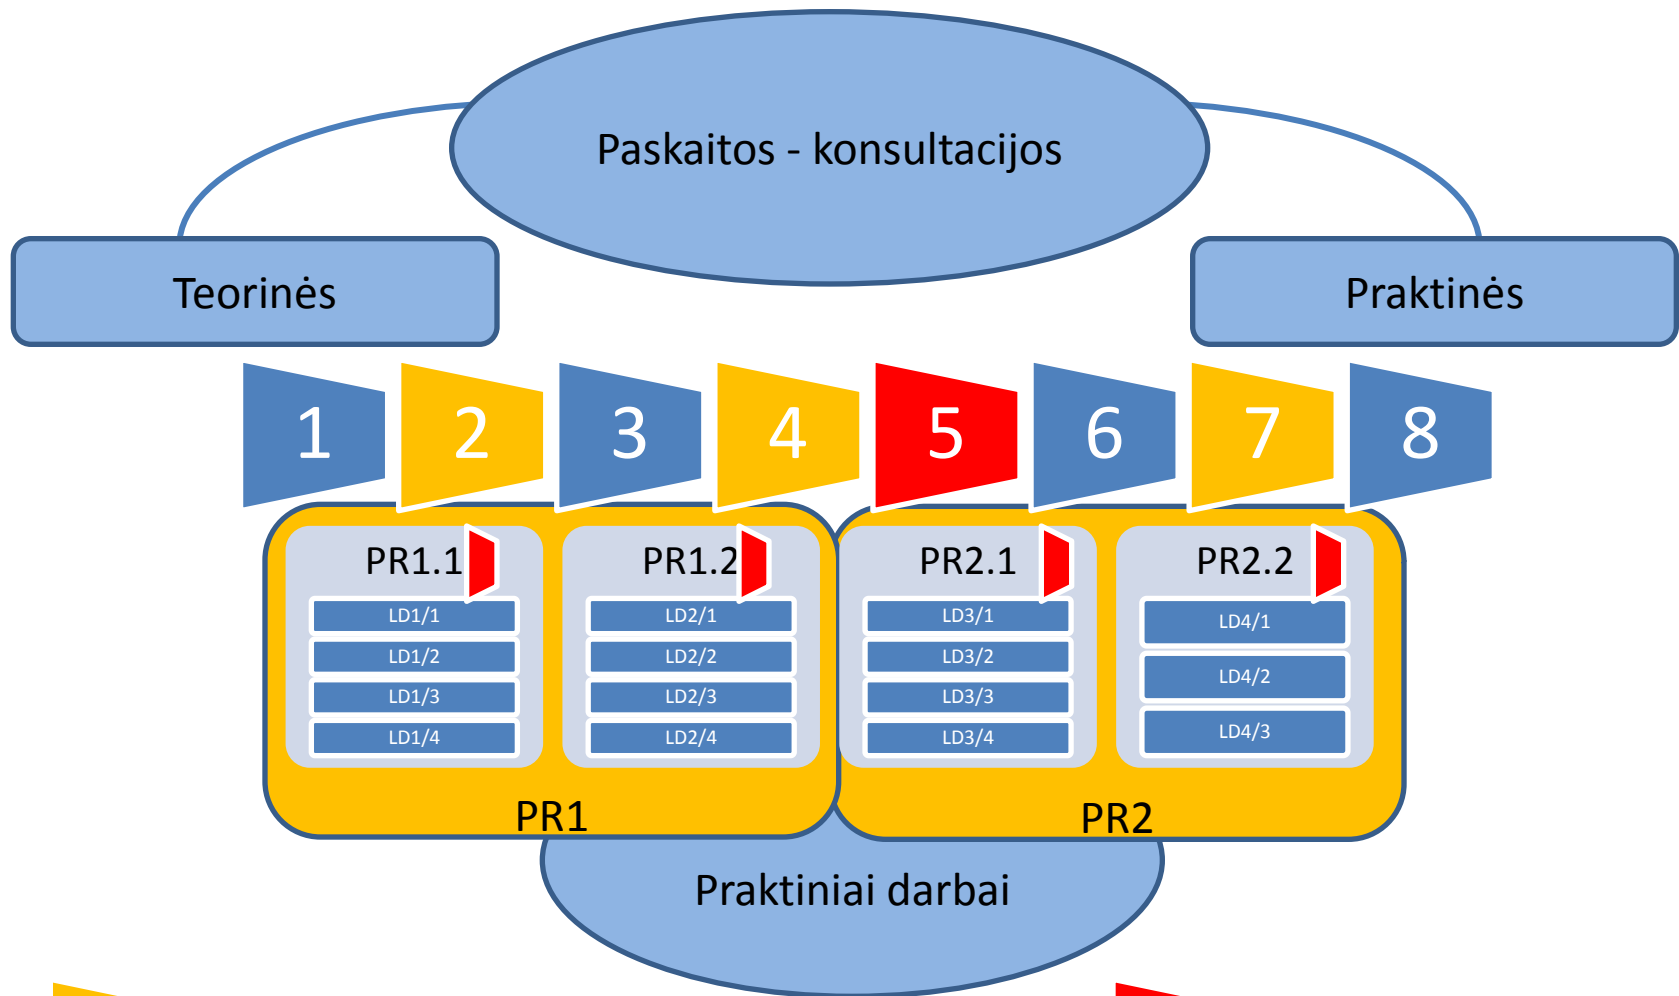 Paskaitos - konsultacijos
Teorinės
Praktinės
1 2 3 4 5 6 7 8
PR1.1 PR1.2 PR2.1 PR2.2
LD1/1 LD2/1 LD3/1 LD4/1
LD1/2 LD2/2 LD3/2 LD4/2
LD1/3 LD2/3 LD3/3 LD4/3
LD1/4 LD2/4 LD3/4
PR1 PR2
Praktiniai darbai